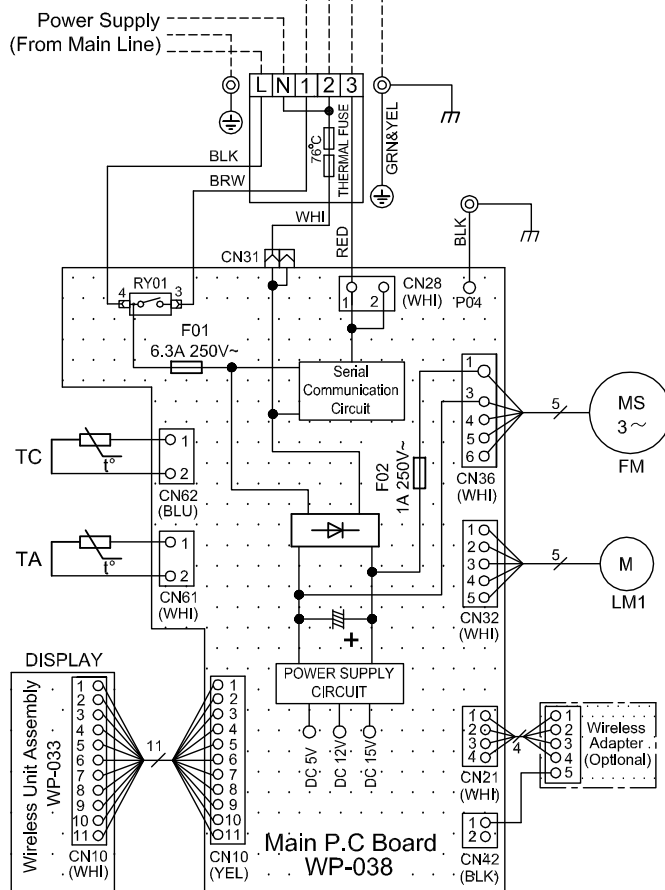 Power Supply
(From Main Line)
L N 1 2 3
76°C
THERMAL FUSE
GRN&YEL
BLK
BRW
WHI
RED
BLK
CN31
RY01
4 3
1 2
CN28
(WHI)
P04
F01
6.3A 250V~
Serial
Communication
Circuit
1
3
4
5
6
CN36
(WHI)
5
MS
3~
FM
TC
t°
1
2
CN62
(BLU)
F02
1A 250V~
TA
t°
1
2
CN61
(WHI)
1
2
3
4
5
CN32
(WHI)
5
M
LM1
+
DISPLAY
Wireless Unit Assembly
WP-033
1
2
3
4
5
6
7
8
9
10
11
CN10
(WHI)
11
1
2
3
4
5
6
7
8
9
10
11
CN10
(YEL)
POWER SUPPLY
CIRCUIT
DC 5V
DC 12V
DC 15V
1
2
3
4
CN21
(WHI)
4
1
2
3
4
5
Wireless
Adapter
(Optional)
1
2
CN42
(BLK)
Main P.C Board
WP-038